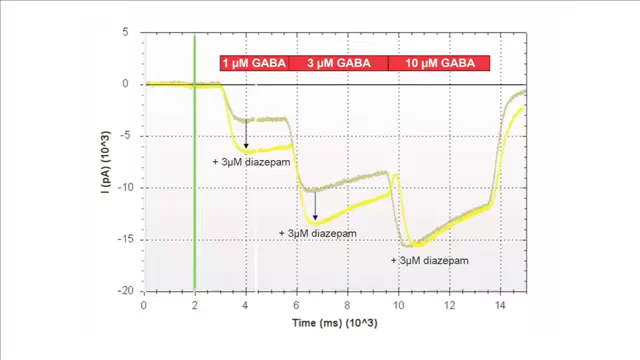 5
1 µM GABA 3 µM GABA 10 µM GABA
0
-5
+ 3µM diazepam
-10
+ 3µM diazepam
-15
+ 3µM diazepam
-20
0 2 4 6 8 10 12 14
I (pA) (10^3)
Time (ms) (10^3)